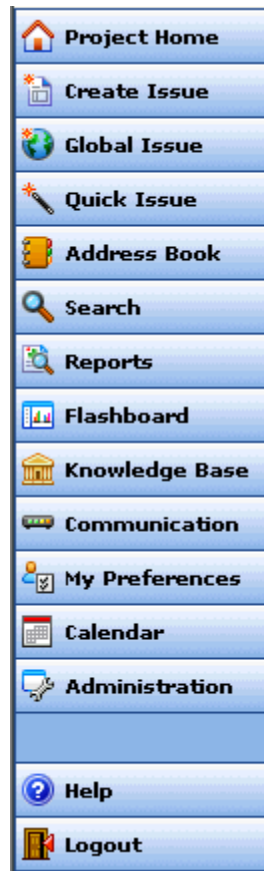 Project Home
Create Issue
Global Issue
Quick Issue
Address Book
Search
Reports
Flashboard
Knowledge Base
Communication
My Preferences
Calendar
Administration
Help
Logout